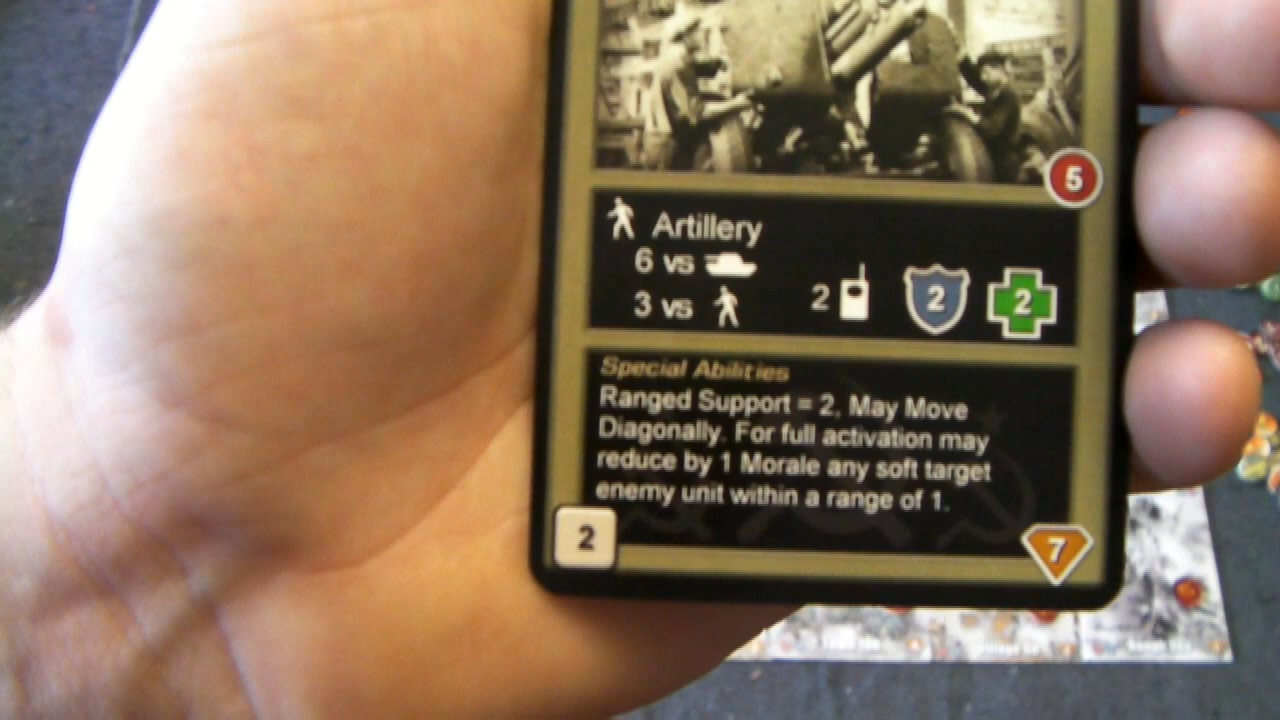 5
Artillery
6 vs
3 vs
2
2
2
Special Abilities
Ranged Support = 2, May Move
Diagonally. For full activation may
reduce by 1 Morale any soft target
enemy unit within a range of 1.
2
7